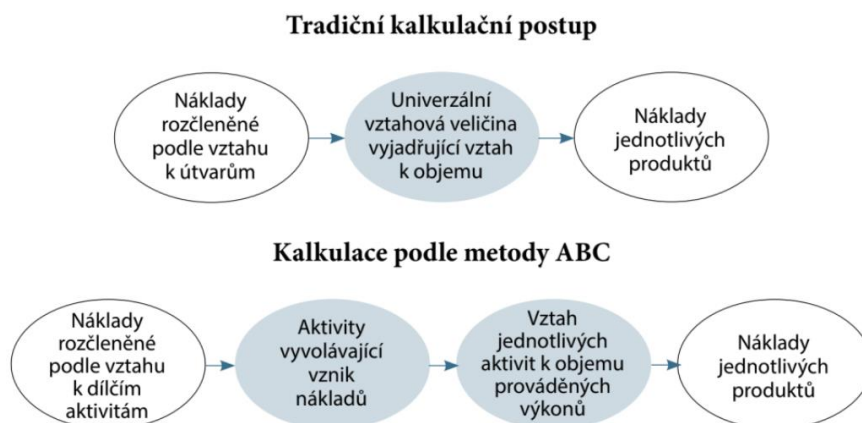 Tradiční kalkulační postup
Náklady
rozčleněné
podle vztahu
k útvarům
Univerzální
vztahová veličina
vyjadřující vztah
k objemu
Náklady
jednotlivých
produktů
Kalkulace podle metody ABC
Náklady
rozčleněné
podle vztahu
k dílčím
aktivitám
Aktivity
vyvolávající
vznik
nákladů
Vztah
jednotlivých
aktivit k objemu
prováděných
výkonů
Náklady
jednotlivých
produktů